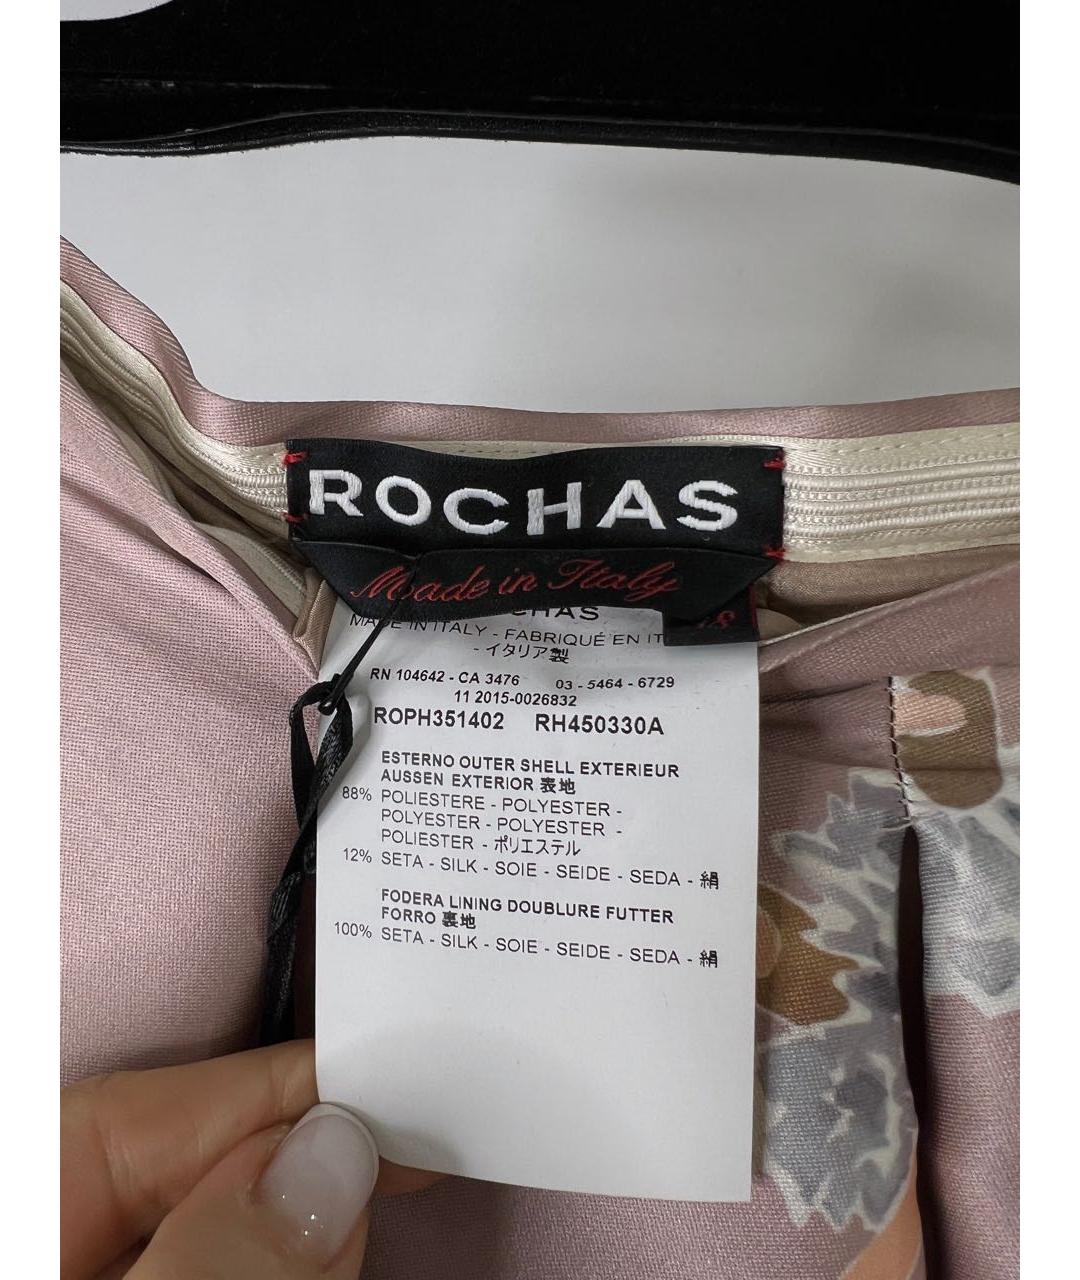 ROCHAS
Made in Italy
MADE IN ITALY - FABRIQUÉ EN
- イタリア製
RN 104642 - CA 3476 03 - 5464 - 6729
11 2015-0026832
ROPH351402 RH450330A
ESTERNO OUTER SHELL EXTERIEUR
AUSSEN EXTERIOR 表地
88% POLIESTERE - POLYESTER -
POLYESTER - POLYESTER -
POLIESTER - ポリエステル
12% SETA - SILK - SOIE - SEIDE - SEDA - 絹
FODERA LINING DOUBLURE FUTTER
FORRO 裏地
100% SETA - SILK - SOIE - SEIDE - SEDA - 絹